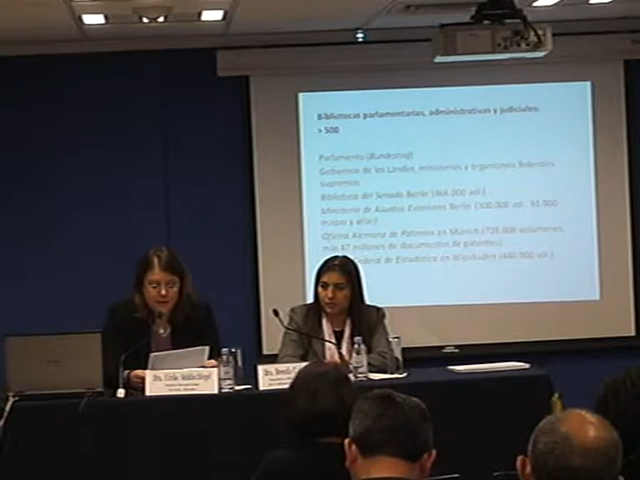 Bibliotecas parlamentarias, administrativas y judiciales:
> 500
Parlamento (Bundestag)
Gobiernos de los Länder, ministerios y organismos federales
supremos
Biblioteca del Senado Berlín (466.000 vol.)
Ministerio de Asuntos Exteriores Berlín (300.000 vol., 91.000
mapas y atlas)
Oficina Alemana de Patentes en Múnich (728.000 volúmenes,
más 47 millones de documentos de patentes)
Federal de Estadística en Wiesbaden (440.000 vol.)
Dra.
Dra.